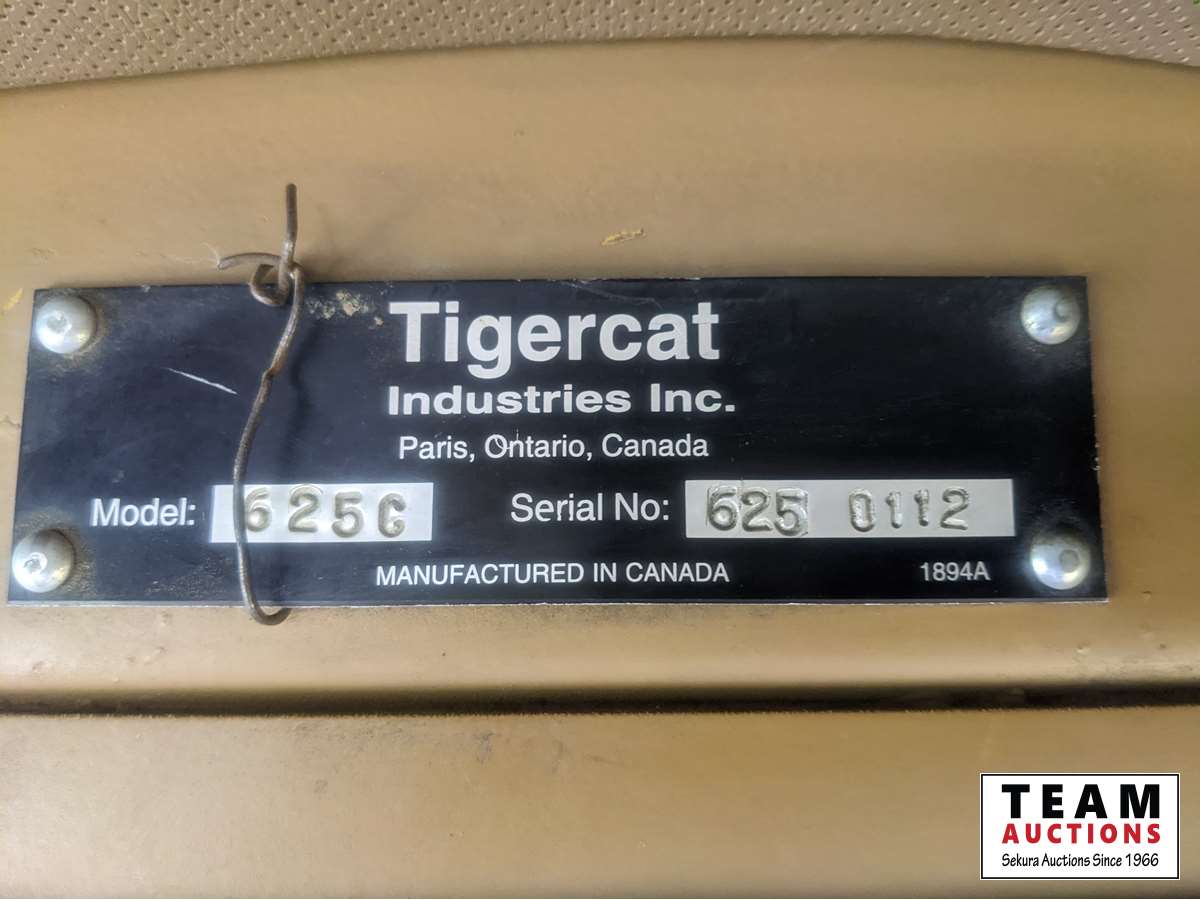 Tigercat
Industries Inc.
Paris, Ontario, Canada
Model: 625C Serial No: 625 0112
MANUFACTURED IN CANADA 1894A
TEAM
AUCTIONS
Sekura Auctions Since 1966